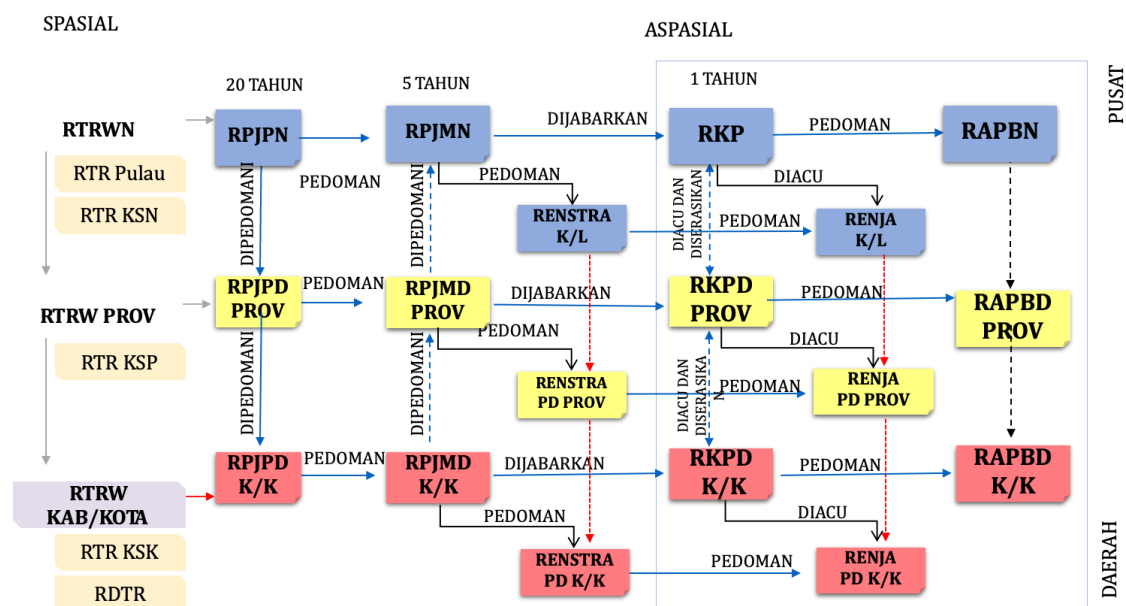 SPASIAL
ASPASIAL
PUSAT
20 TAHUN
5 TAHUN
1 TAHUN
RTRWN
RPJPN
PEDOMAN
RPJMN
DIJABARKAN
RKP
PEDOMAN
RAPBN
RTR Pulau
RTR KSN
DIPEDOMANI
DIPEDOMANI
PEDOMAN
RENSTRA
K/L
PEDOMAN
DIACU DAN
DISERASIKAN
DIACU
RENJA
K/L
RTRW PROV
RPJPD
PROV
PEDOMAN
RPJMD
PROV
DIJABARKAN
RKPD
PROV
PEDOMAN
RAPBD
PROV
RTR KSP
DIPEDOMANI
DIPEDOMANI
PEDOMAN
RENSTRA
PD PROV
PEDOMAN
DIACU DAN
DISERASIKA
N
DIACU
RENJA
PD PROV
RTRW
KAB/KOTA
RPJPD
K/K
PEDOMAN
RPJMD
K/K
DIJABARKAN
RKPD
K/K
PEDOMAN
RAPBD
K/K
RTR KSK
RDTR
PEDOMAN
RENSTRA
PD K/K
PEDOMAN
DIACU
RENJA
PD K/K
DAERAH